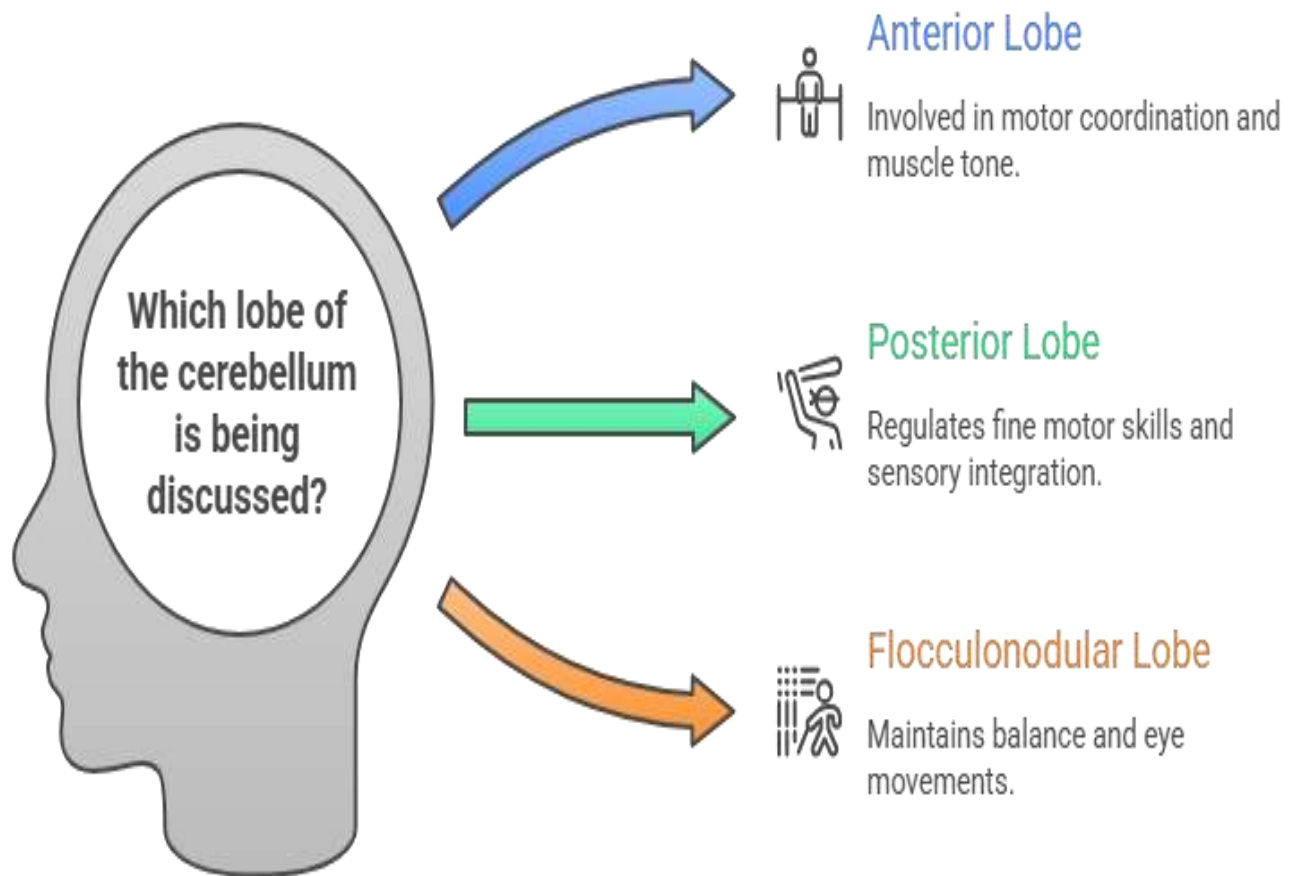 Which lobe of
the cerebellum
is being
discussed?
Anterior Lobe
Involved in motor coordination and
muscle tone.
Posterior Lobe
Regulates fine motor skills and
sensory integration.
Flocculonodular Lobe
Maintains balance and eye
movements.